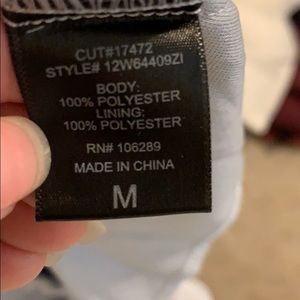 CUT#17472
STYLE# 12W64409ZI
BODY:
100% POLYESTER
LINING:
100% POLYESTER
RN# 106289
MADE IN CHINA
M